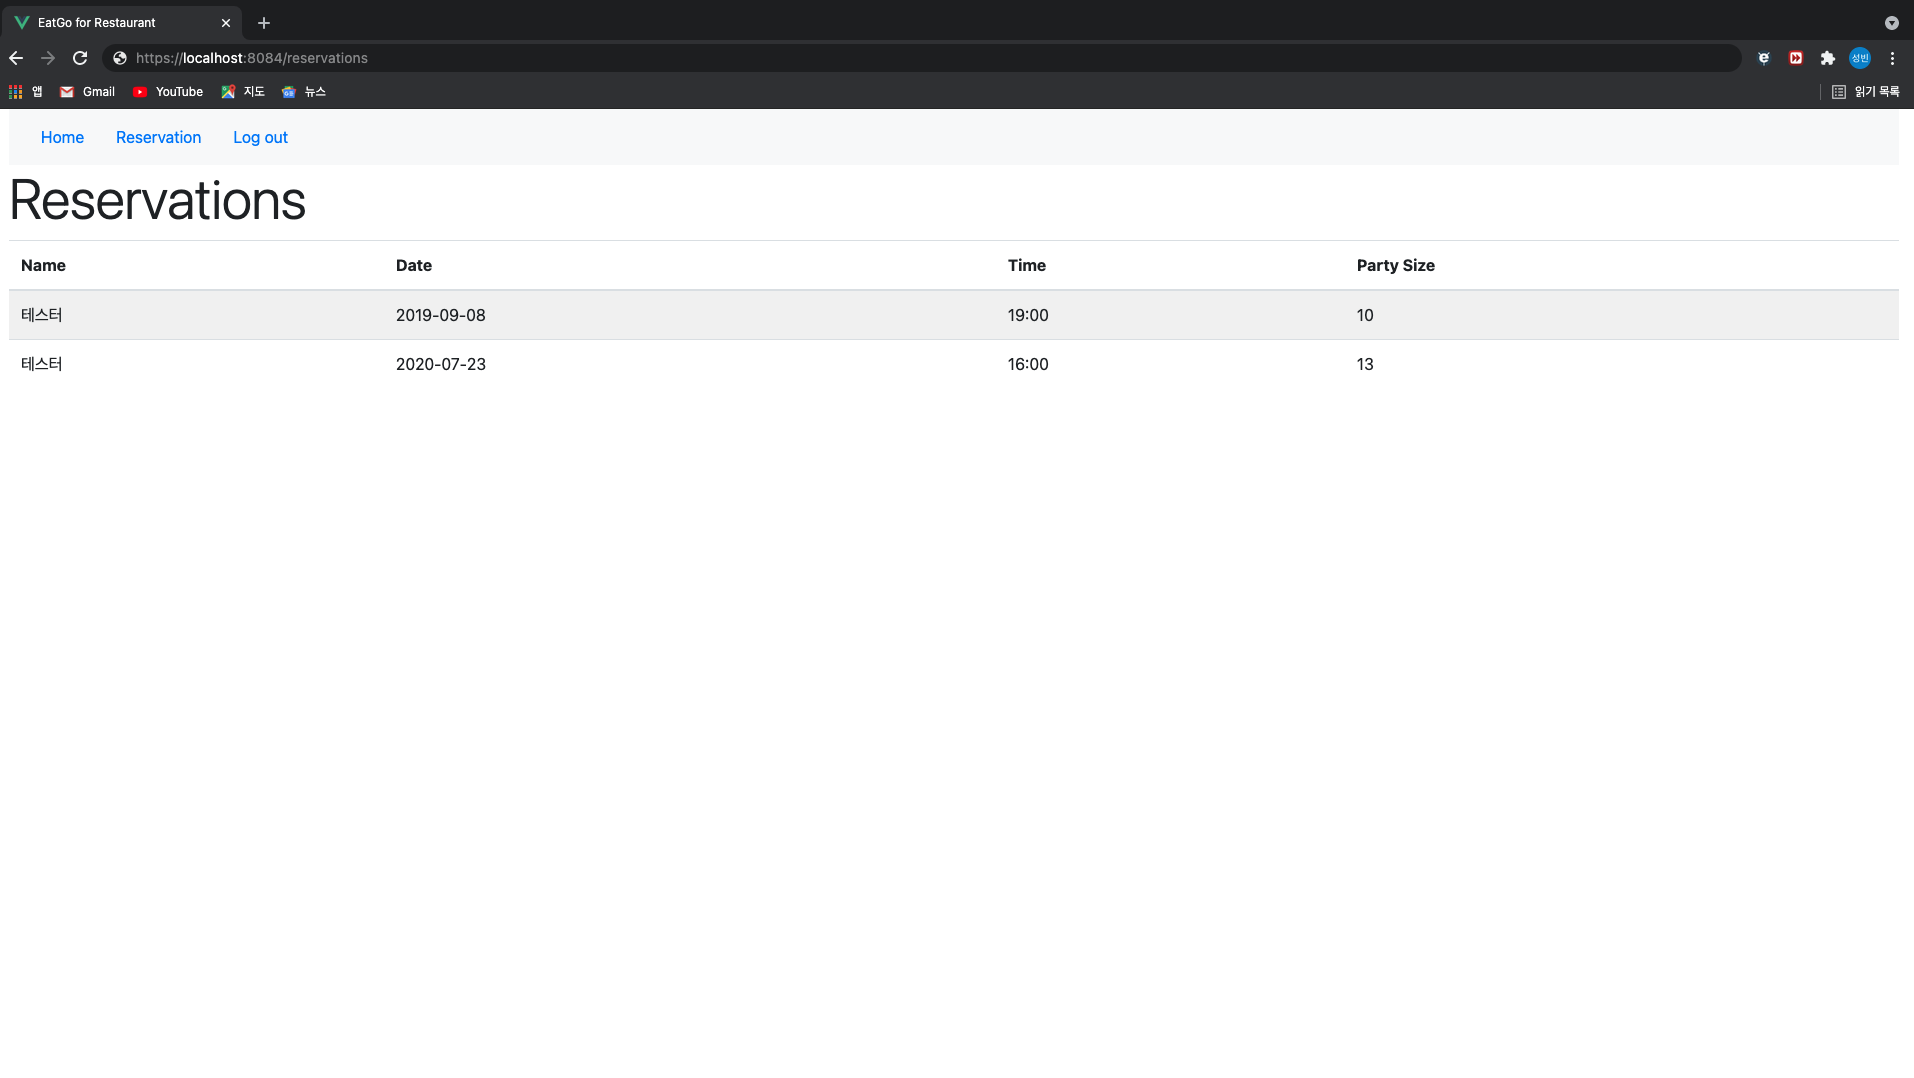 EatGo for Restaurant
https://localhost:8084/reservations
성빈
앱 Gmail YouTube 지도 뉴스 읽기 목록
Home Reservation Log out
Reservations
Name Date Time Party Size
테스터 2019-09-08 19:00 10
테스터 2020-07-23 16:00 13